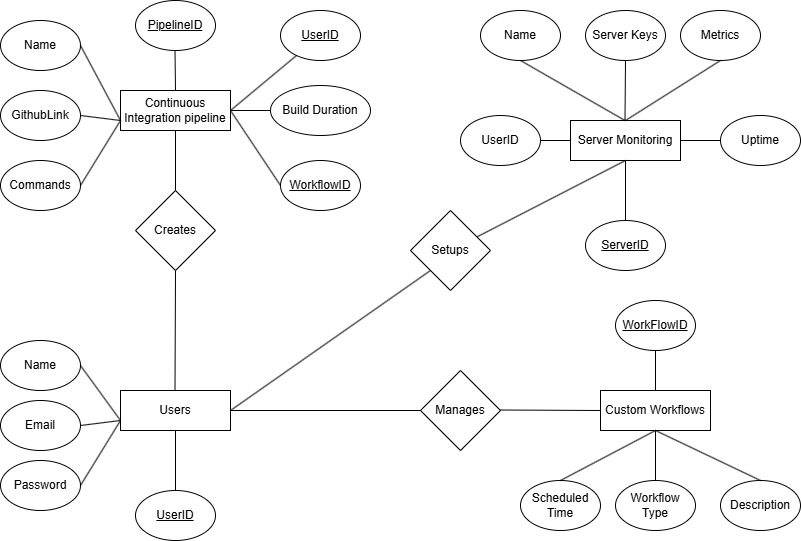 PipelineID
UserID
Name
Continuous
Integration pipeline
GithubLink
Build Duration
Commands
WorkflowID
Creates
Name
Server Keys
Metrics
UserID
Server Monitoring
Uptime
ServerID
Setups
WorkFlowID
Name
Email
Users
Manages
Custom Workflows
Password
UserID
Scheduled
Time
Workflow
Type
Description